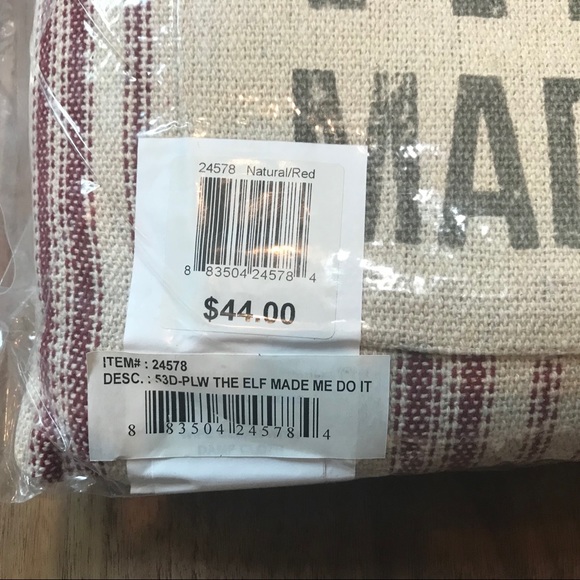 MAD
24578 Natural/Red
8 83504 24578 4
$44.00
ITEM# : 24578
DESC. : 53D-PLW THE ELF MADE ME DO IT
8 83504 24578 4